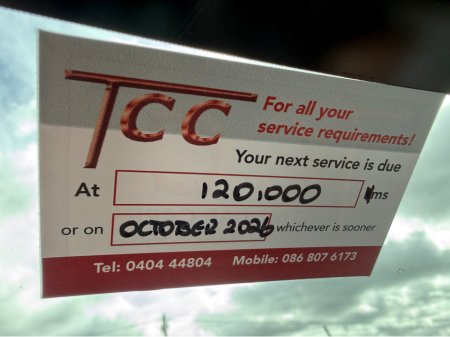 TCC
For all your
service requirements!
Your next service is due
At 120,000 kms
or on OCTOBER 2026 whichever is sooner
Tel: 0404 44804 Mobile: 086 807 6173